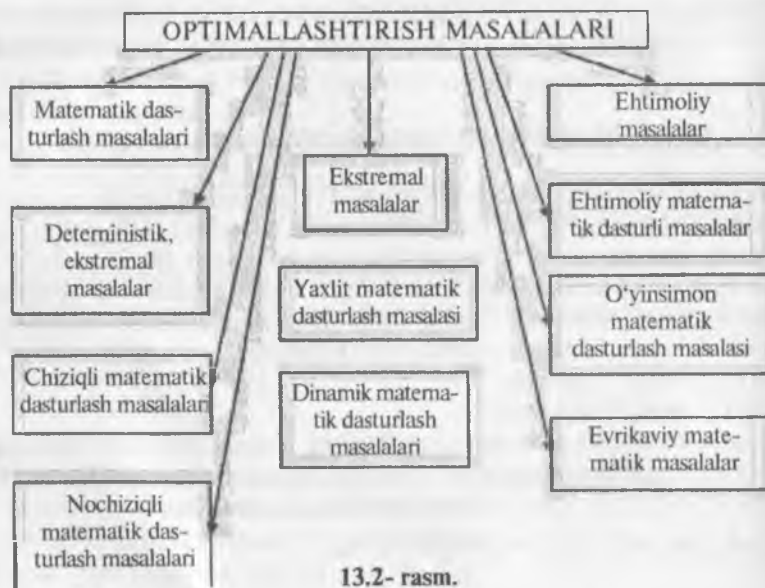 OPTIMALLASHTIRISH MASALALARI
Matematik das-
turlash masalalari
Deterninistik,
ekstremal
masalalar
Chiziqli matematik
dasturlash masalalari
Nochiziqli
matematik das-
turlash masalalari
Ekstremal
masalalar
Yaxlit matematik
dasturlash masalasi
Dinamik matema-
tik dasturlash
masalalari
Ehtimoliy
masalalar
Ehtimoliy matema-
tik dasturli masalalar
O‘yinsimon
matematik
dasturlash masalasi
Evrikaviy mate-
matik masalalar
13.2- rasm.